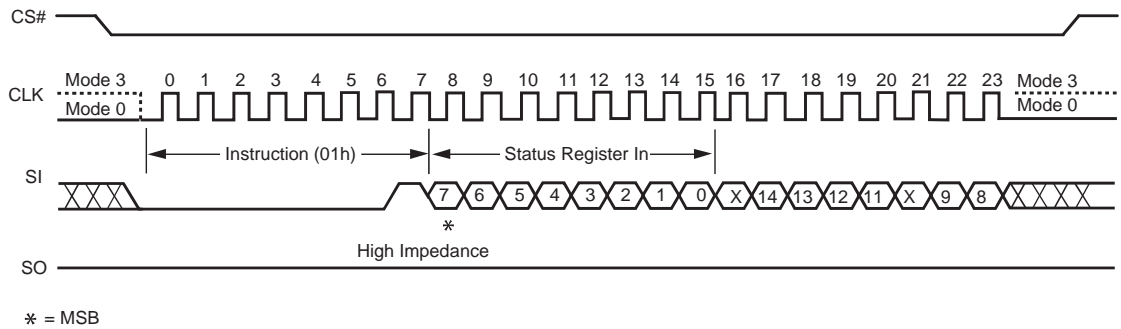 CS#
Mode 3 0 1 2 3 4 5 6 7 8 9 10 11 12 13 14 15 16 17 18 19 20 21 22 23 Mode 3
CLK
Mode 0 Mode 0
Instruction (01h) Status Register In
SI
7 6 5 4 3 2 1 0 X 14 13 12 11 X 9 8
*
High Impedance
SO
* = MSB